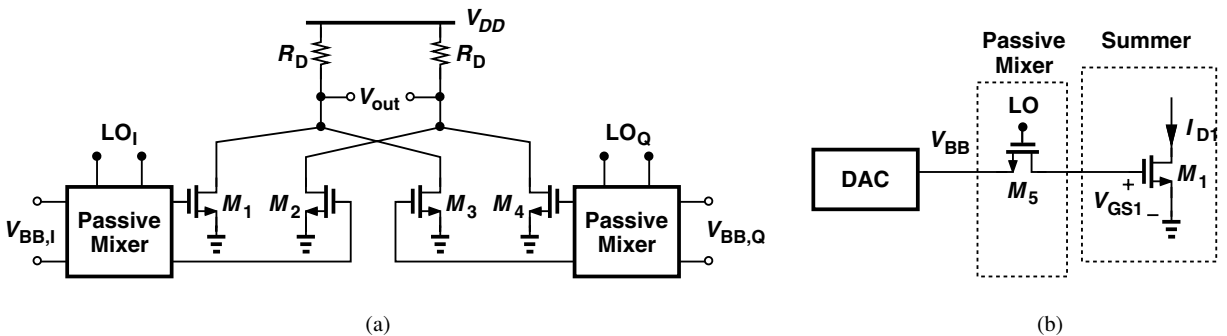 V_DD
R_D
R_D
V_out
LO_I
LO_Q
M_1
M_2
M_3
M_4
V_BB,I
Passive
Mixer
Passive
Mixer
V_BB,Q
(a)
Passive
Mixer
Summer
LO
V_BB
I_D1
DAC
M_5
+
V_GS1
−
M_1
(b)